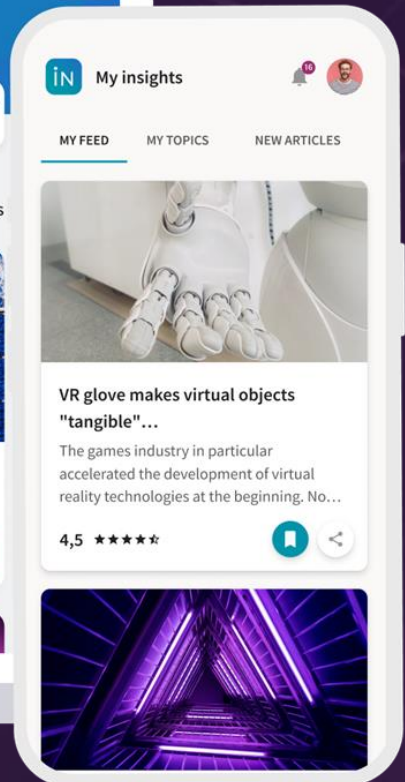 iN My insights 16
MY FEED MY TOPICS NEW ARTICLES
VR glove makes virtual objects
"tangible"...
The games industry in particular
accelerated the development of virtual
reality technologies at the beginning. No...
4,5